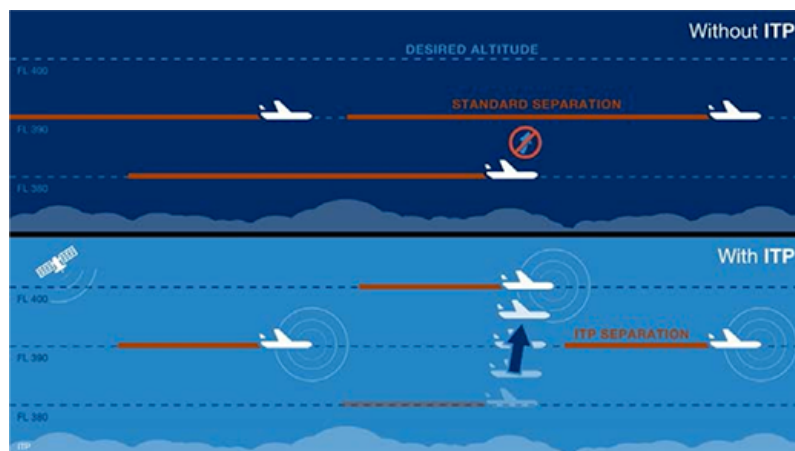 Without ITP
DESIRED ALTITUDE
FL 400
STANDARD SEPARATION
FL 390
FL 380
With ITP
FL 400
ITP SEPARATION
FL 390
FL 380
ITP